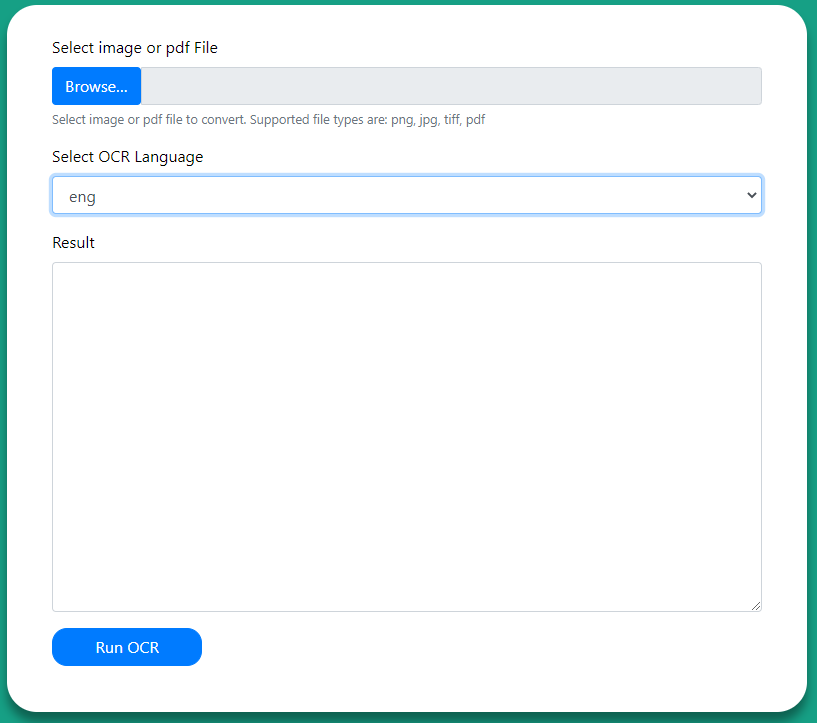 Select image or pdf File
Browse...
Select image or pdf file to convert. Supported file types are: png, jpg, tiff, pdf
Select OCR Language
eng
Result
Run OCR